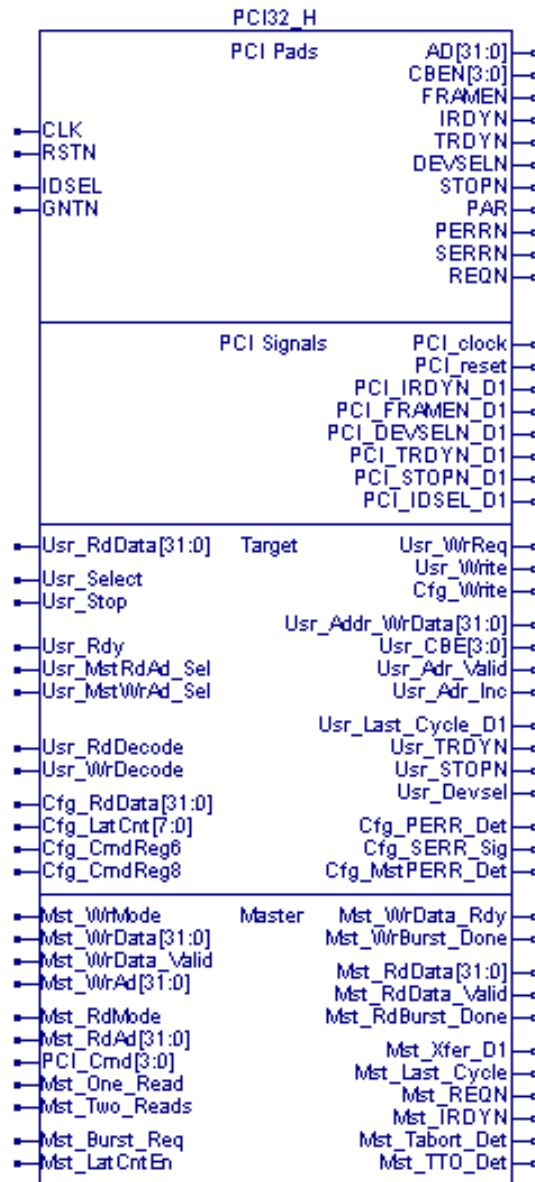 PCI32_H
PCI Pads AD[31:0]
CBEN[3:0]
FRAMEN
IRDYN
CLK TRDYN
RSTN DEVSELN
IDSEL STOPN
GNTN PAR
PERRN
SERRN
REQN
PCI Signals PCI_clock
PCI_reset
PCI_IRDYN_D1
PCI_FRAMEN_D1
PCI_DEVSELN_D1
PCI_TRDYN_D1
PCI_STOPN_D1
PCI_IDSEL_D1
Usr_RdData[31:0] Target Usr_WrReq
Usr_Write
Usr_Select Cfg_Write
Usr_Stop
Usr_Addr_WrData[31:0]
Usr_Rdy Usr_CBE[3:0]
Usr_MstRdAd_Sel Usr_Adr_Valid
Usr_MstWrAd_Sel Usr_Adr_Inc
Usr_Last_Cycle_D1
Usr_RdDecode Usr_TRDYN
Usr_WrDecode Usr_STOPN
Usr_Devsel
Cfg_RdData[31:0]
Cfg_LatCnt[7:0] Cfg_PERR_Det
Cfg_CmdReg6 Cfg_SERR_Sig
Cfg_CmdReg8 Cfg_MstPERR_Det
Mst_WrMode Master Mst_WrData_Rdy
Mst_WrData[31:0] Mst_WrBurst_Done
Mst_WrData_Valid
Mst_WrAd[31:0] Mst_RdData[31:0]
Mst_RdData_Valid
Mst_RdMode Mst_RdBurst_Done
Mst_RdAd[31:0]
PCI_Cmd[3:0] Mst_Xfer_D1
Mst_One_Read Mst_Last_Cycle
Mst_Two_Reads Mst_REQN
Mst_IRDYN
Mst_Burst_Req Mst_Tabort_Det
Mst_LatCntEn Mst_TTO_Det